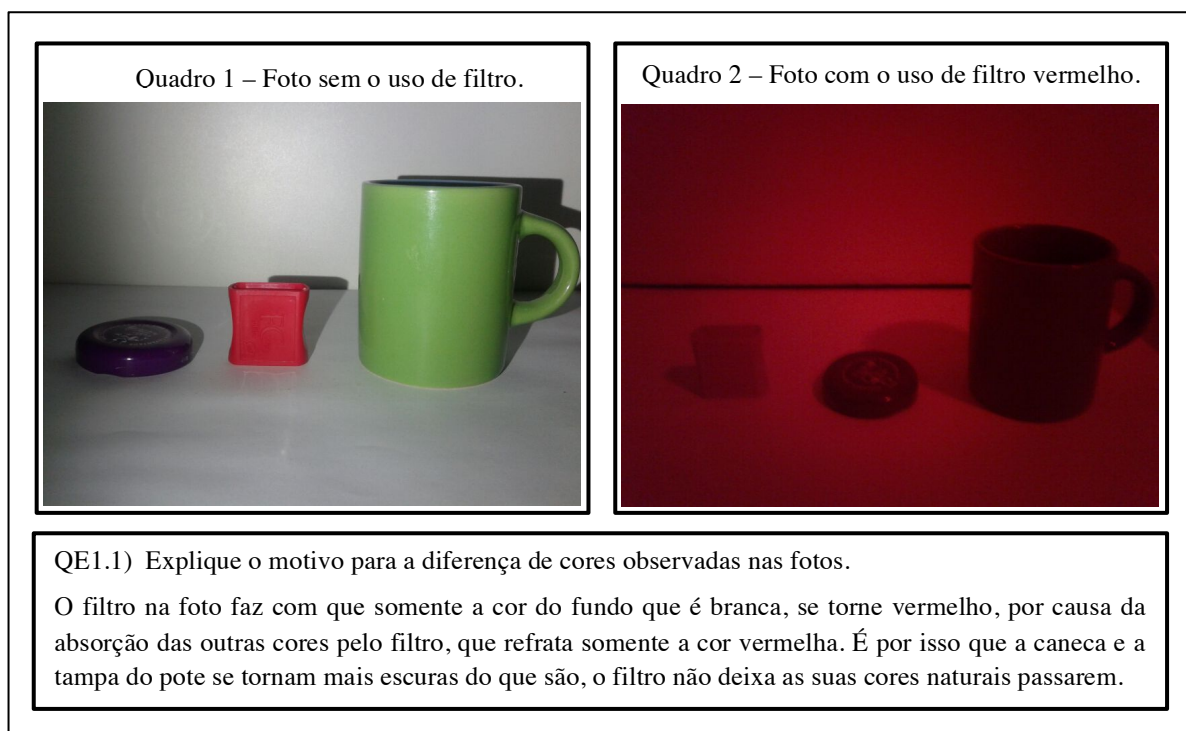 Quadro 1 – Foto sem o uso de filtro.
Quadro 2 – Foto com o uso de filtro vermelho.
QE1.1) Explique o motivo para a diferença de cores observadas nas fotos.
O filtro na foto faz com que somente a cor do fundo que é branca, se torne vermelho, por causa da
absorção das outras cores pelo filtro, que refrata somente a cor vermelha. É por isso que a caneca e a
tampa do pote se tornam mais escuras do que são, o filtro não deixa as suas cores naturais passarem.